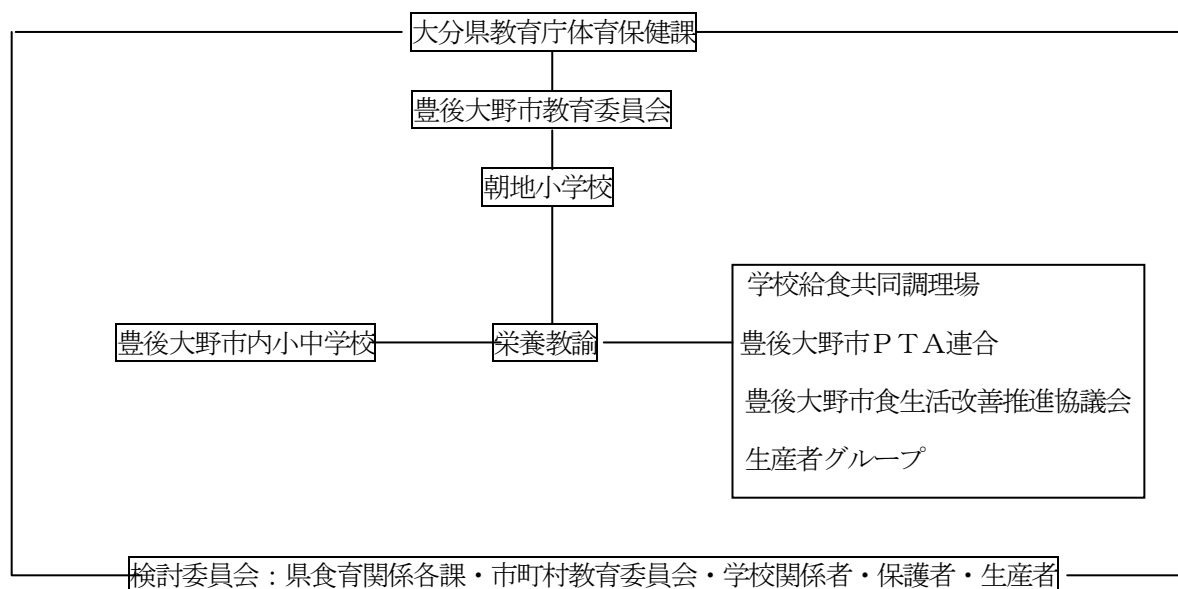 大分県教育庁体育保健課
豊後大野市教育委員会
朝地小学校
学校給食共同調理場
豊後大野市内小中学校
栄養教諭
豊後大野市ＰＴＡ連合
豊後大野市食生活改善推進協議会
生産者グループ
検討委員会：県食育関係各課・市町村教育委員会・学校関係者・保護者・生産者